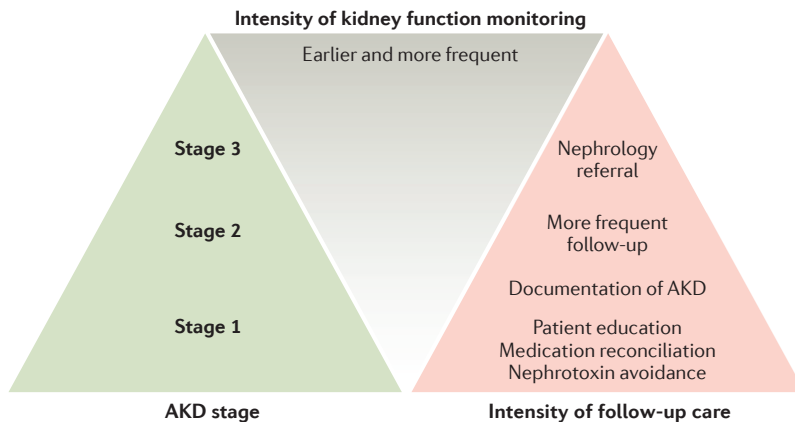 Intensity of kidney function monitoring
Earlier and more frequent
Stage 3
Stage 2
Stage 1
AKD stage
Nephrology
referral
More frequent
follow-up
Documentation of AKD
Patient education
Medication reconciliation
Nephrotoxin avoidance
Intensity of follow-up care